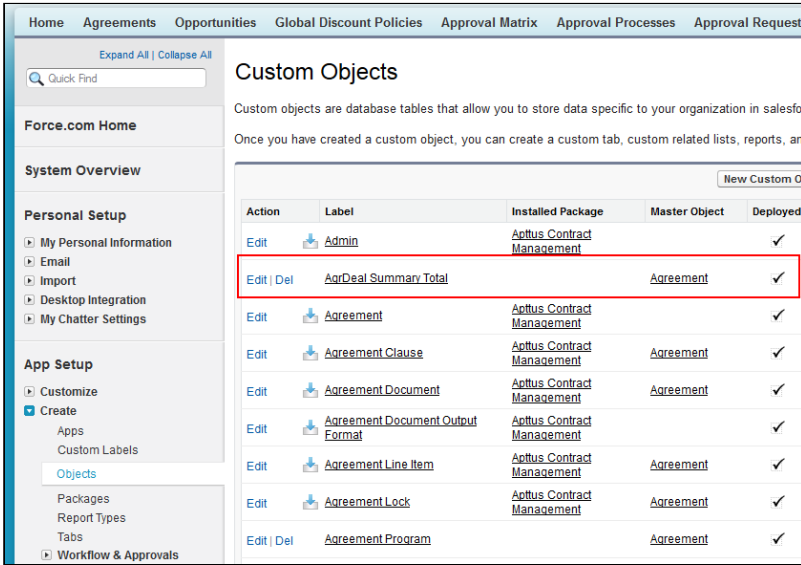 Home Agreements Opportunities Global Discount Policies Approval Matrix Approval Processes Approval Request
Expand All | Collapse All
Quick Find
Force.com Home
System Overview
Personal Setup
My Personal Information
Email
Import
Desktop Integration
My Chatter Settings
App Setup
Customize
Create
Apps
Custom Labels
Objects
Packages
Report Types
Tabs
Workflow & Approvals
Custom Objects
Custom objects are database tables that allow you to store data specific to your organization in salesfo
Once you have created a custom object, you can create a custom tab, custom related lists, reports, an
New Custom O
Action Label Installed Package Master Object Deployed
Edit Admin Apttus Contract
Management
Edit | Del AgrDeal Summary Total Agreement
Edit Agreement Apttus Contract
Management
Edit Agreement Clause Apttus Contract Agreement
Management
Edit Agreement Document Apttus Contract Agreement
Management
Edit Agreement Document Output Apttus Contract
Format Management
Edit Agreement Line Item Apttus Contract Agreement
Management
Edit Agreement Lock Apttus Contract Agreement
Management
Edit | Del Agreement Program Agreement